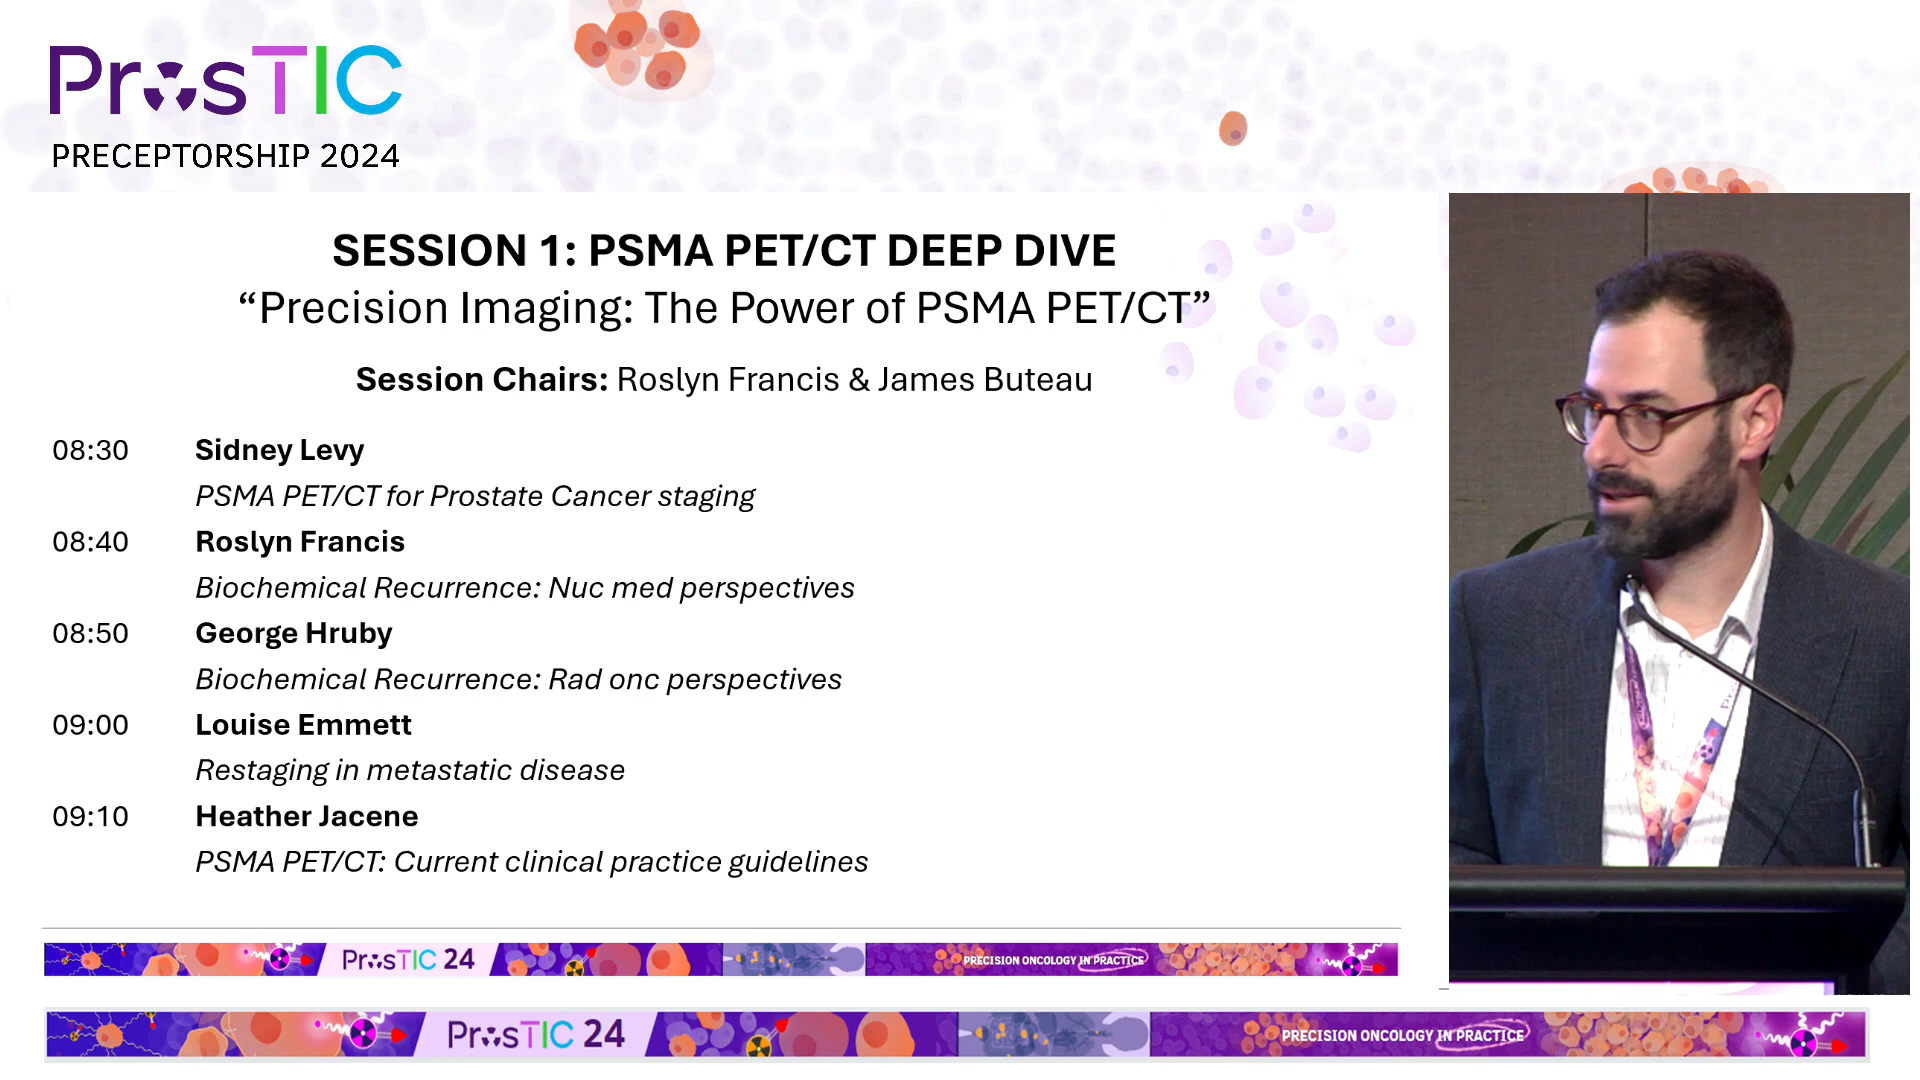 ProsTIC
PRECEPTORSHIP 2024
SESSION 1: PSMA PET/CT DEEP DIVE
“Precision Imaging: The Power of PSMA PET/CT”
Session Chairs: Roslyn Francis & James Buteau
08:30 Sidney Levy
PSMA PET/CT for Prostate Cancer staging
08:40 Roslyn Francis
Biochemical Recurrence: Nuc med perspectives
08:50 George Hruby
Biochemical Recurrence: Rad onc perspectives
09:00 Louise Emmett
Restaging in metastatic disease
09:10 Heather Jacene
PSMA PET/CT: Current clinical practice guidelines
ProsTIC 24 PRECISION ONCOLOGY IN PRACTICE
ProsTIC 24 PRECISION ONCOLOGY IN PRACTICE